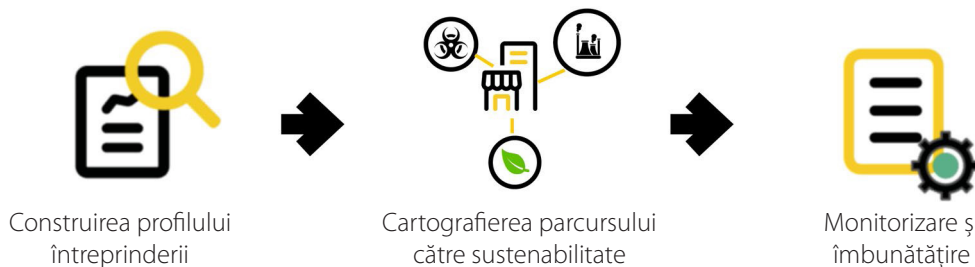 Construirea profilului
întreprinderii
Cartografierea parcursului
către sustenabilitate
Monitorizare ș
îmbunătățire